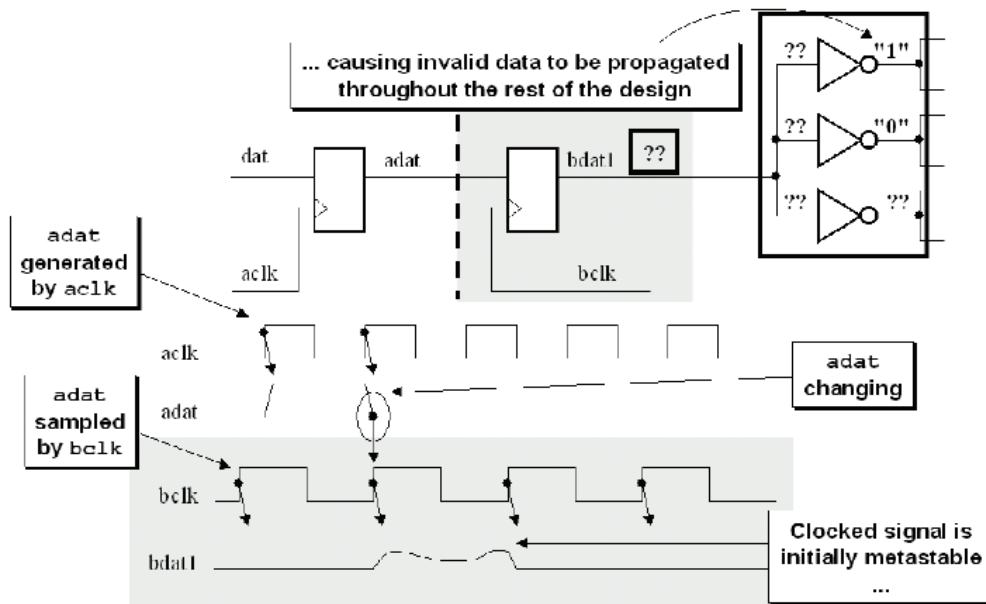 ... causing invalid data to be propagated
throughout the rest of the design
?? "1"
?? "0"
?? ??
dat
adat
bdat1
??
aclk
bclk
adat
generated
by aclk
aclk
adat
changing
adat
adat
sampled
by bclk
bclk
bdat1
Clocked signal is
initially metastable
...